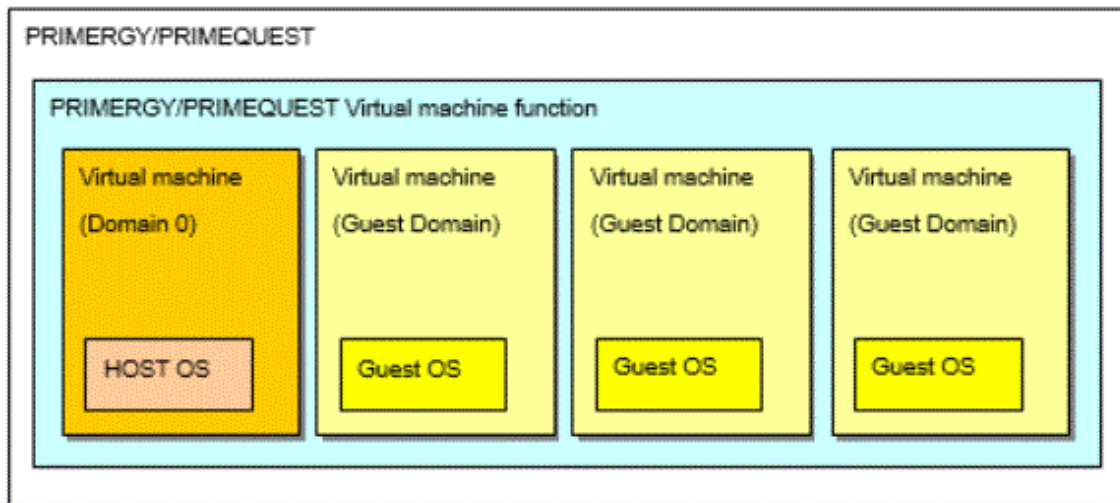 PRIMERGY/PRIMEQUEST
PRIMERGY/PRIMEQUEST Virtual machine function
Virtual machine
(Domain 0)
HOST OS
Virtual machine
(Guest Domain)
Guest OS
Virtual machine
(Guest Domain)
Guest OS
Virtual machine
(Guest Domain)
Guest OS